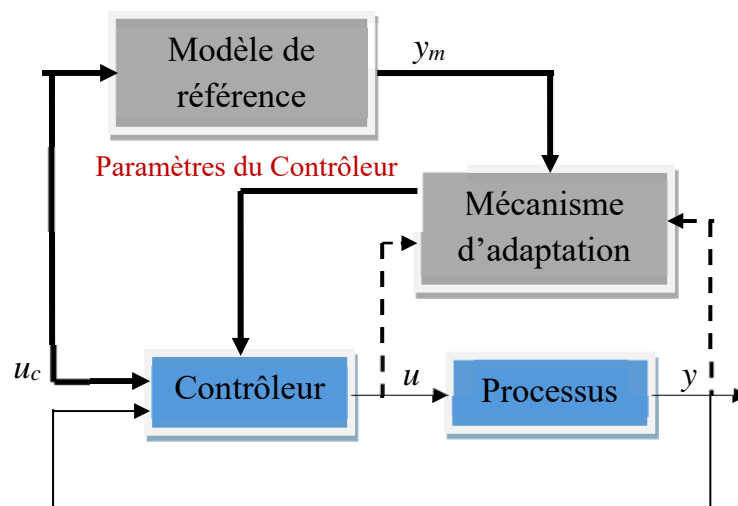 Modèle de
référence
y_m
Paramètres du Contrôleur
Mécanisme
d’adaptation
u_c
Contrôleur
u
Processus
y